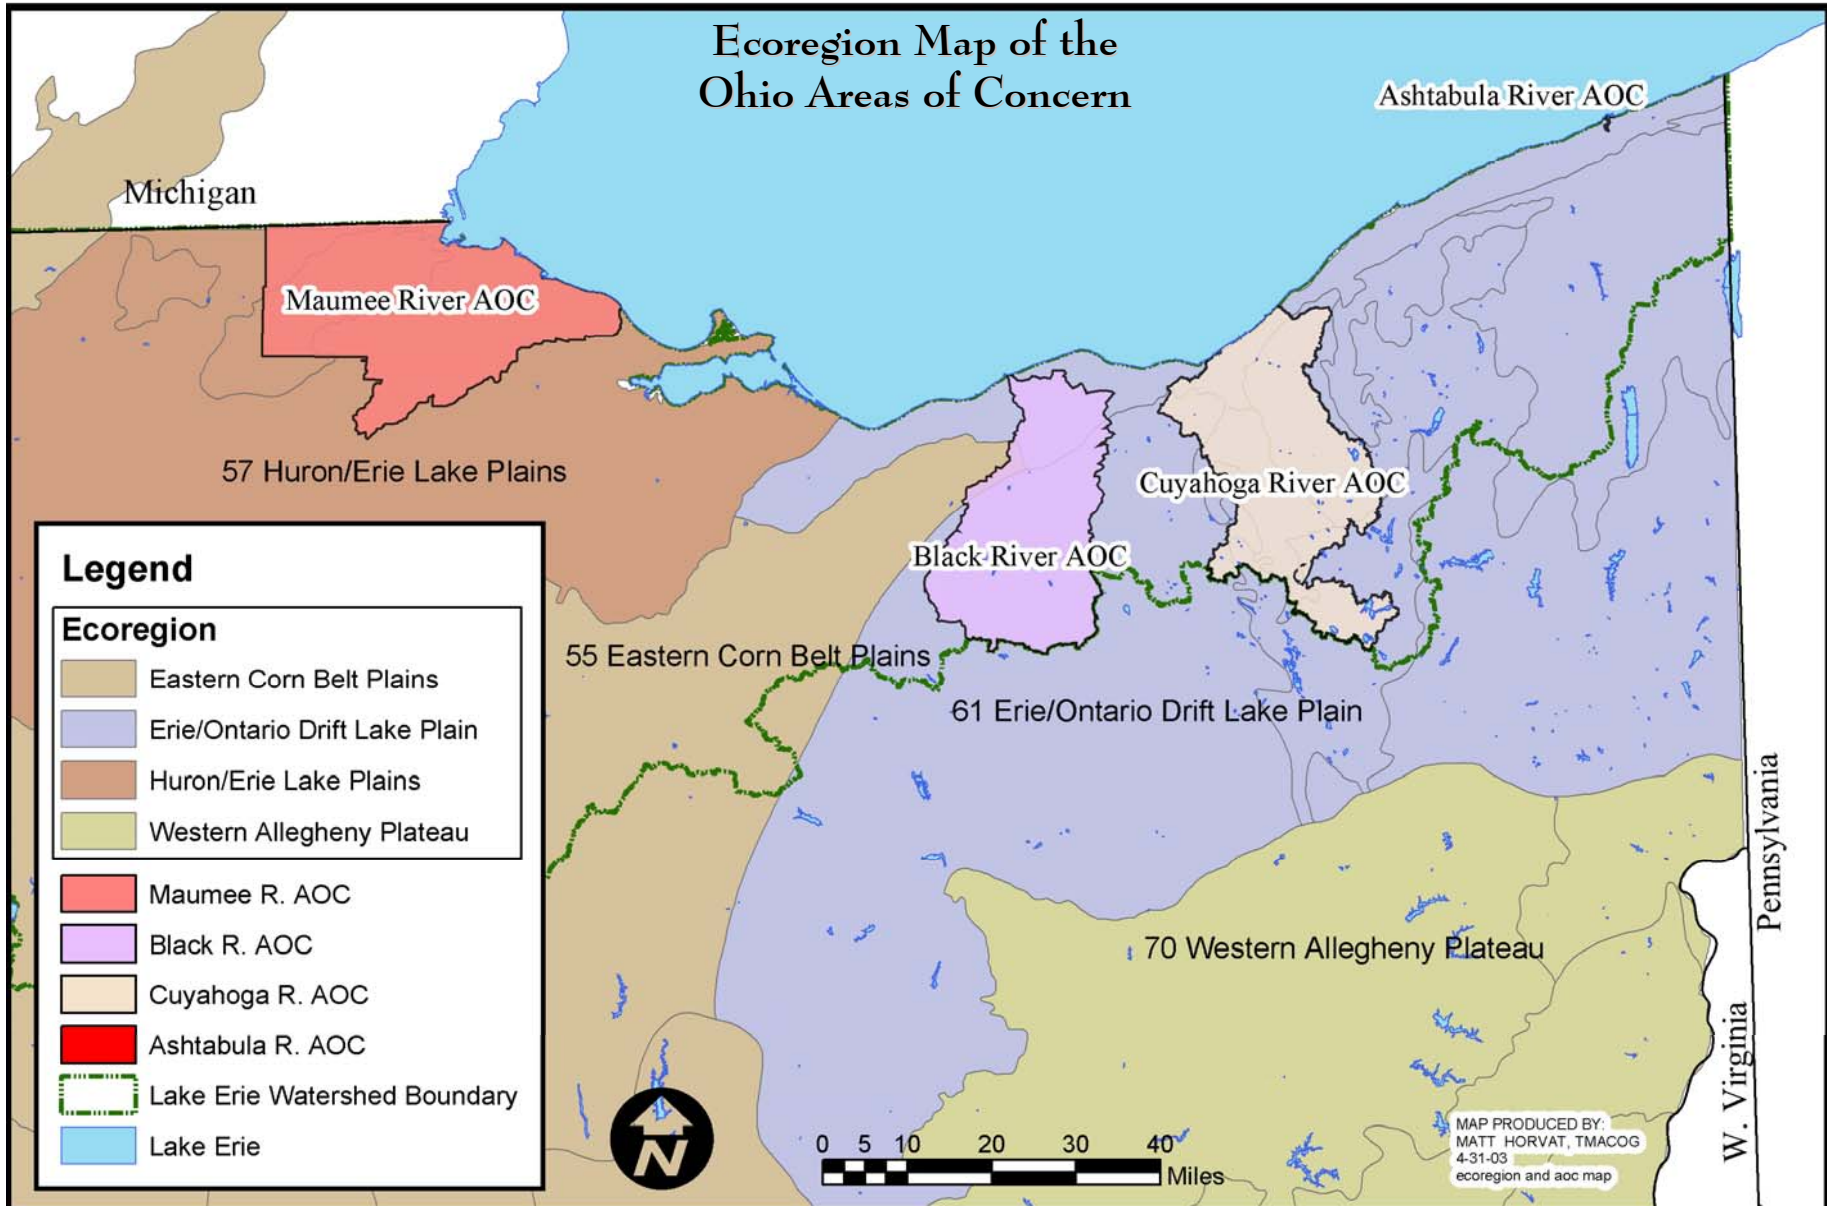 Ecoregion Map of the
Ohio Areas of Concern
Ashtabula River AOC
Michigan
Maumee River AOC
57 Huron/Erie Lake Plains
Cuyahoga River AOC
Black River AOC
55 Eastern Corn Belt Plains
61 Erie/Ontario Drift Lake Plain
70 Western Allegheny Plateau
Pennsylvania
W. Virginia
Legend
Ecoregion
Eastern Corn Belt Plains
Erie/Ontario Drift Lake Plain
Huron/Erie Lake Plains
Western Allegheny Plateau
Maumee R. AOC
Black R. AOC
Cuyahoga R. AOC
Ashtabula R. AOC
Lake Erie Watershed Boundary
Lake Erie
N
0 5 10 20 30 40
Miles
MAP PRODUCED BY:
MATT HORVAT, TMACOG
4-31-03
ecoregion and aoc map